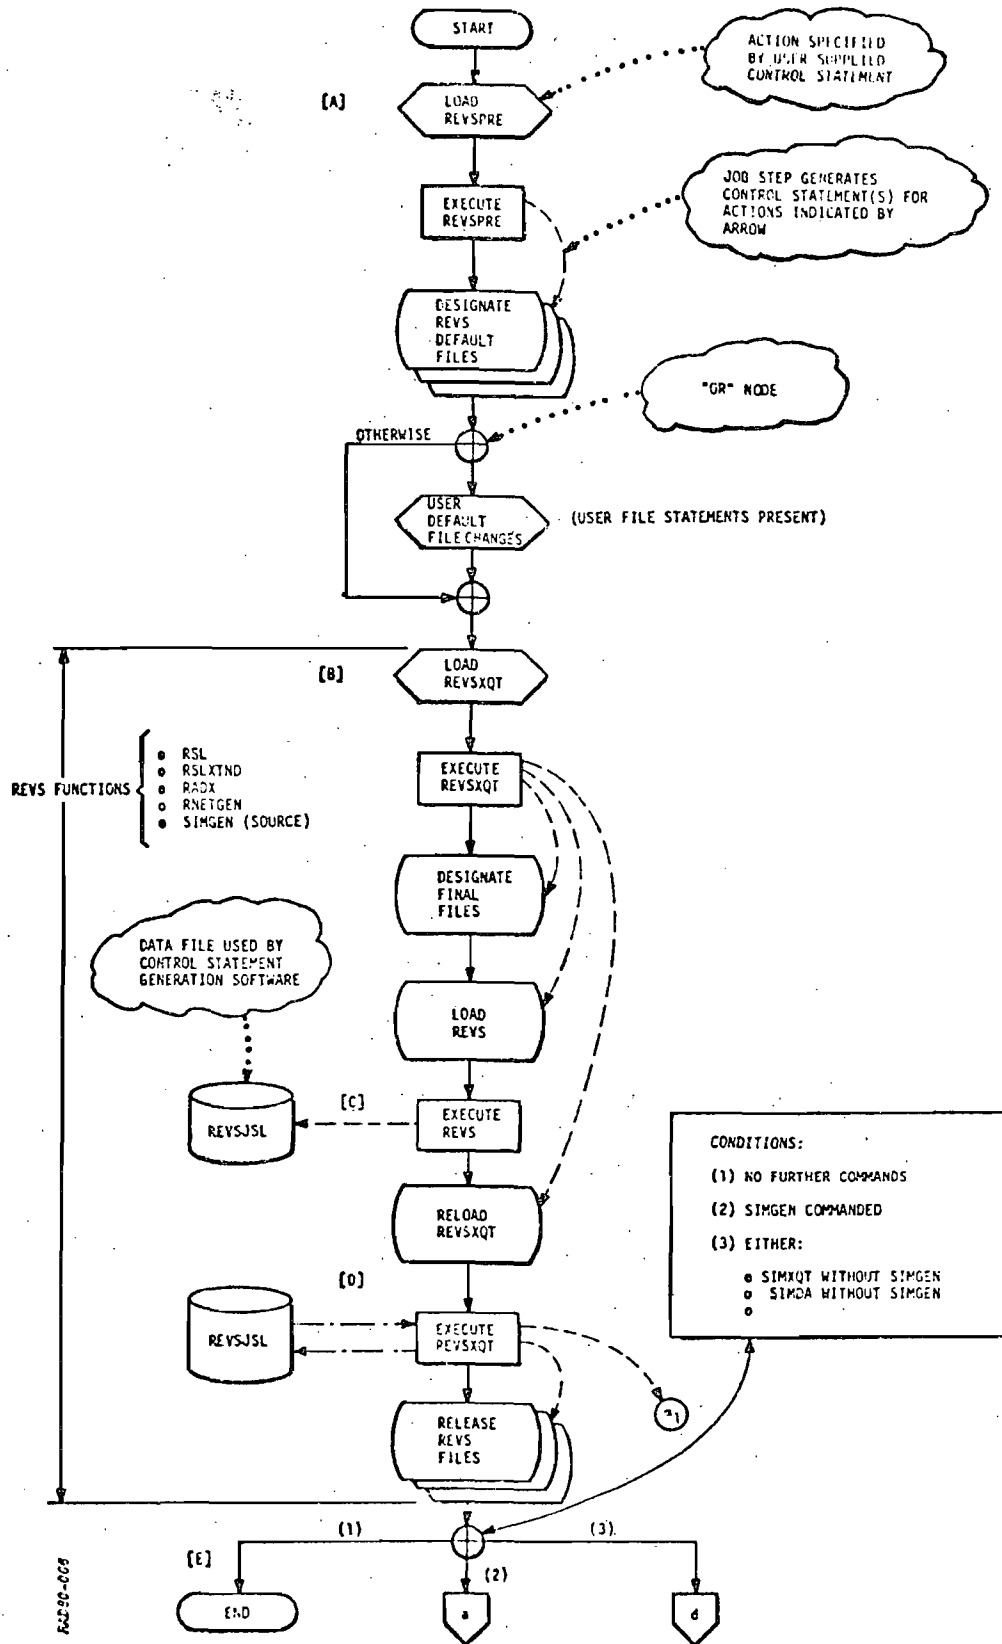 START
ACTION SPECIFIED
BY USER SUPPLIED
CONTROL STATEMENT
[A]
LOAD
REVSPRE
JOB STEP GENERATES
CONTROL STATEMENT(S) FOR
ACTIONS INDICATED BY
ARROW
EXECUTE
REVSPRE
DESIGNATE
REVS
DEFAULT
FILES
"OR" NODE
OTHERWISE
USER
DEFAULT
FILE CHANGES
(USER FILE STATEMENTS PRESENT)
[B]
LOAD
REVSXQT
REVS FUNCTIONS
RSL
RSLXTND
RADX
RNETGEN
SIMGEN (SOURCE)
EXECUTE
REVSXQT
DESIGNATE
FINAL
FILES
DATA FILE USED BY
CONTROL STATEMENT
GENERATION SOFTWARE
LOAD
REVS
[C]
REVSJSL
EXECUTE
REVS
CONDITIONS:
(1) NO FURTHER COMMANDS
(2) SIMGEN COMMANDED
(3) EITHER:
SIMXQT WITHOUT SIMGEN
SIMDA WITHOUT SIMGEN
RELOAD
REVSXQT
[D]
REVSJSL
EXECUTE
REVSXQT
RELEASE
REVS
FILES
(1)
(3)
[E]
(2)
END
a
d